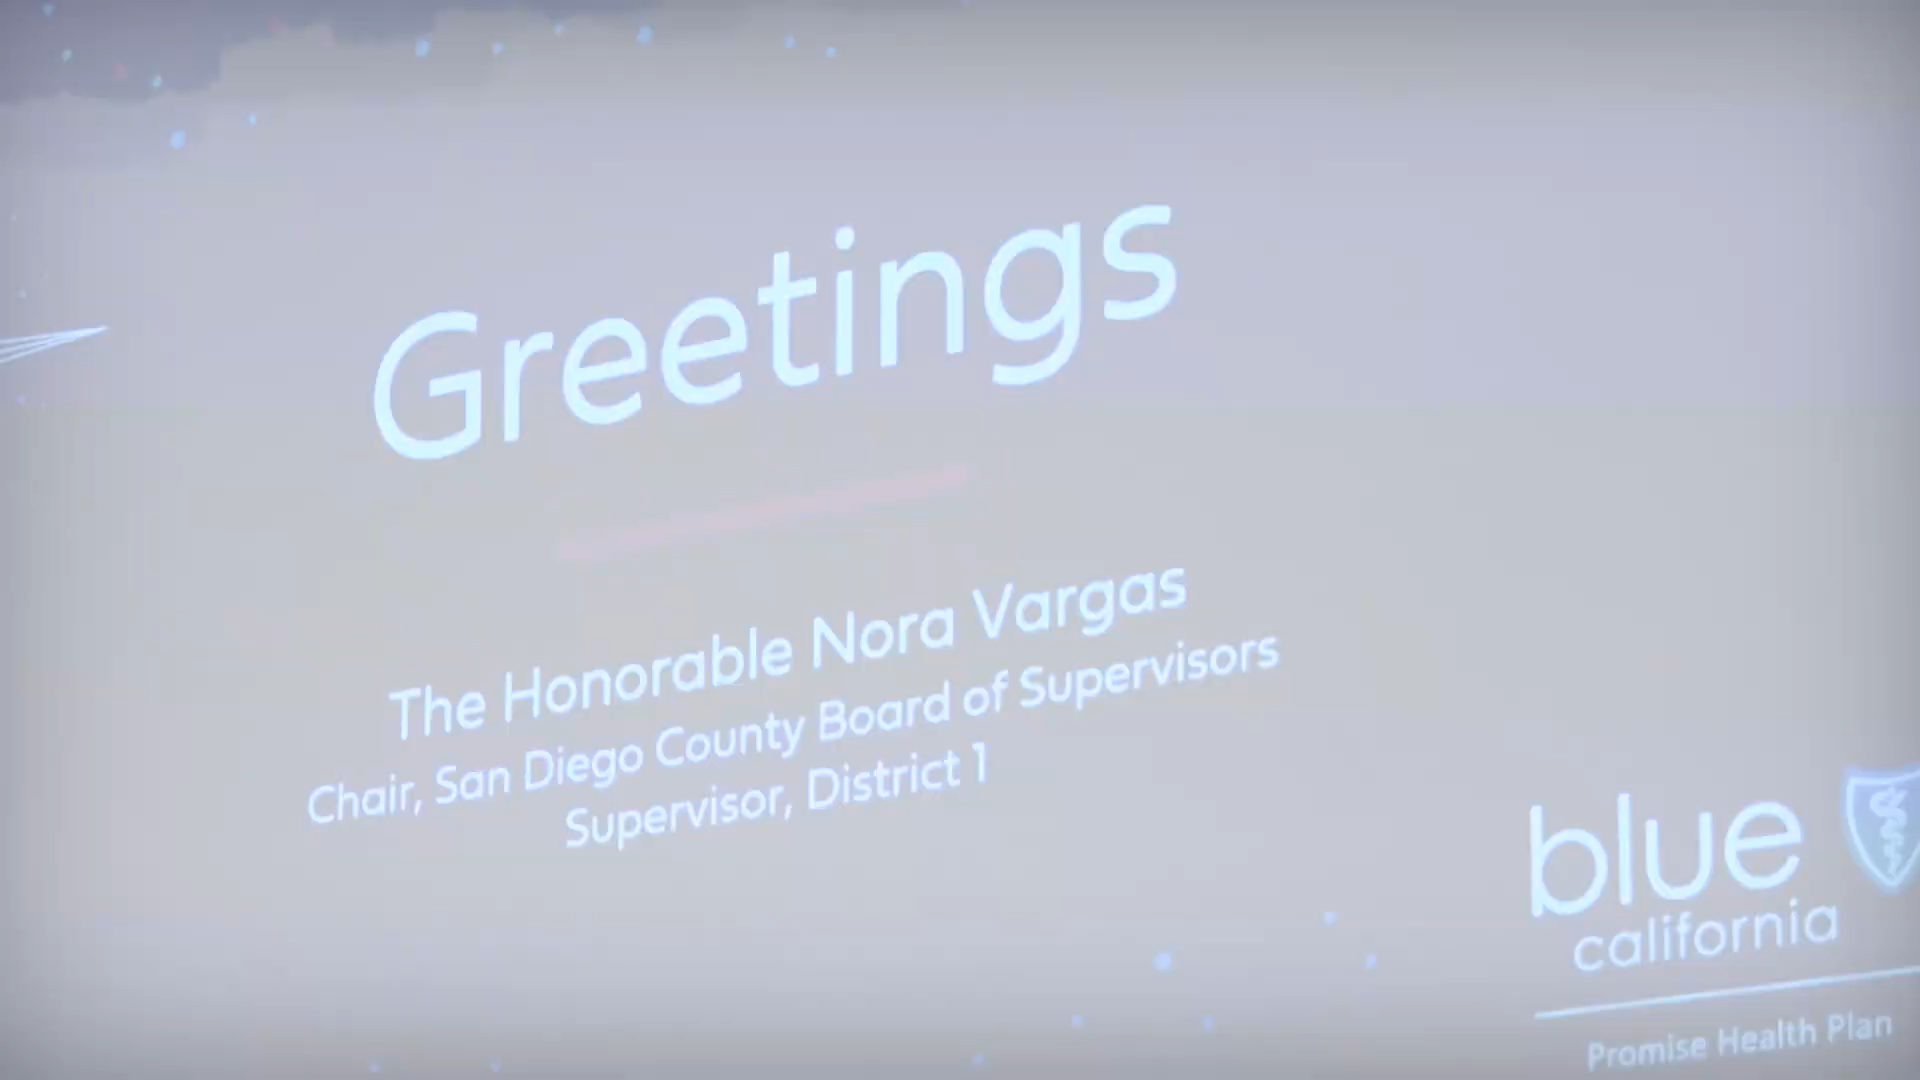 Greetings
The Honorable Nora Vargas
Chair, San Diego County Board of Supervisors
Supervisor, District 1
blue
california
Promise Health Plan